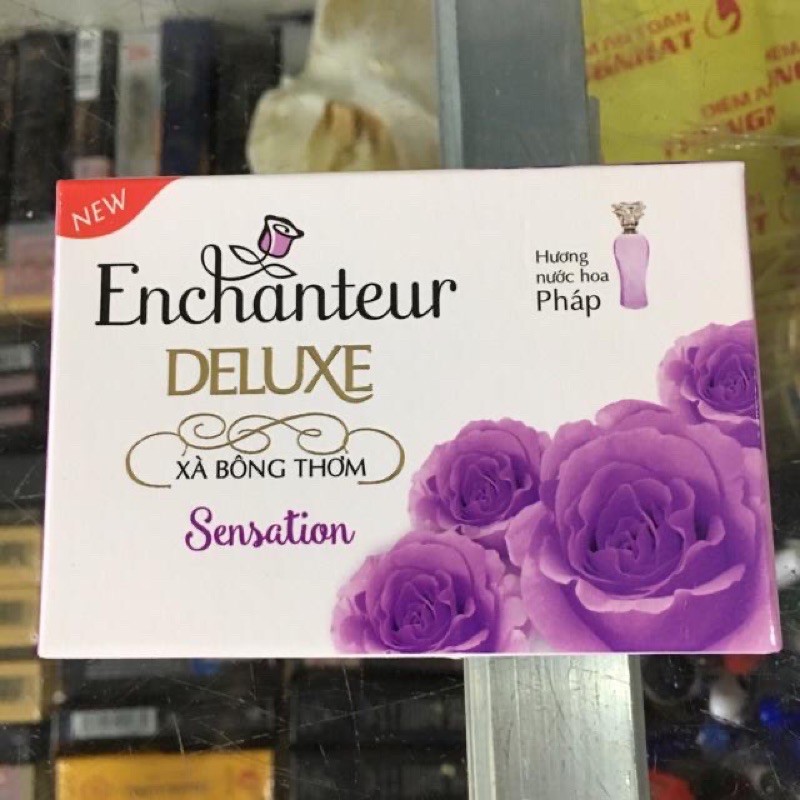 NEW
Enchanteur
DELUXE
XÀ BÔNG THƠM
Sensation
Hương
nước hoa
Pháp